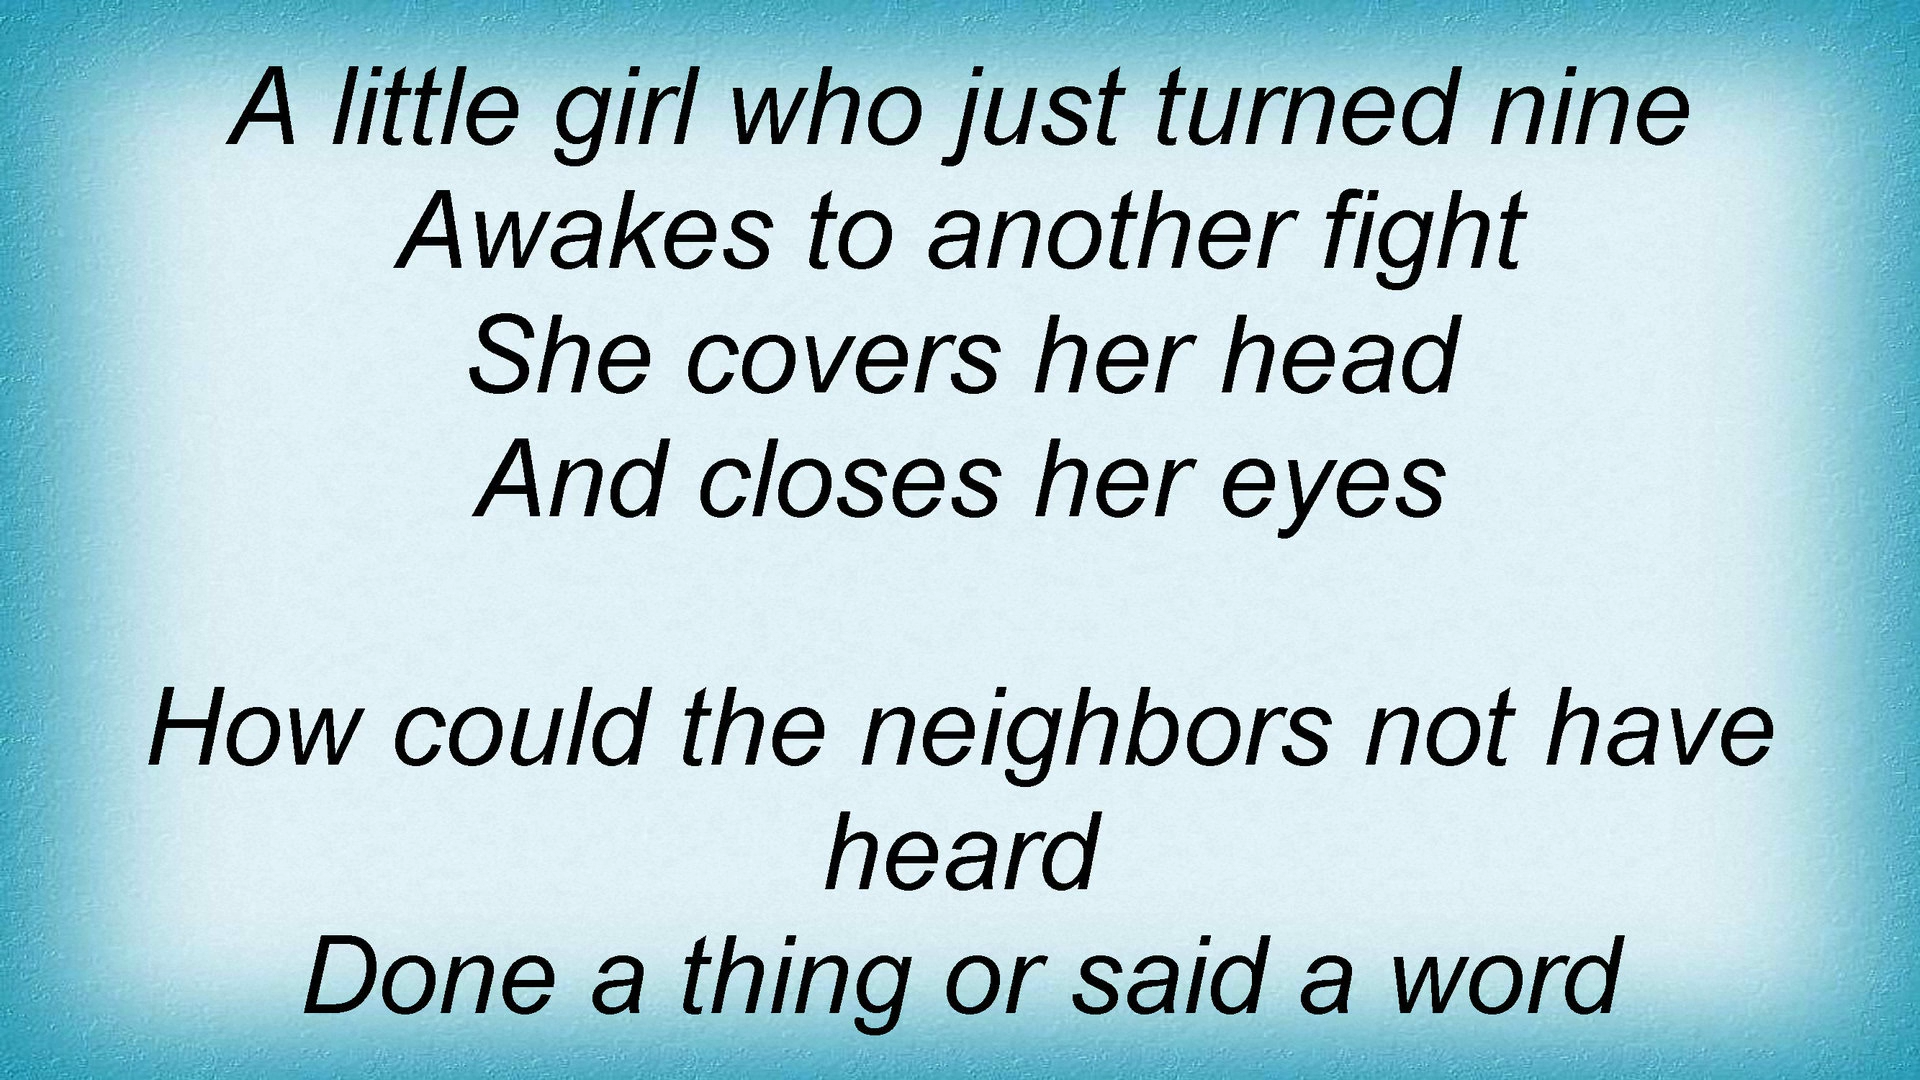 A little girl who just turned nine
Awakes to another fight
She covers her head
And closes her eyes
How could the neighbors not have
heard
Done a thing or said a word